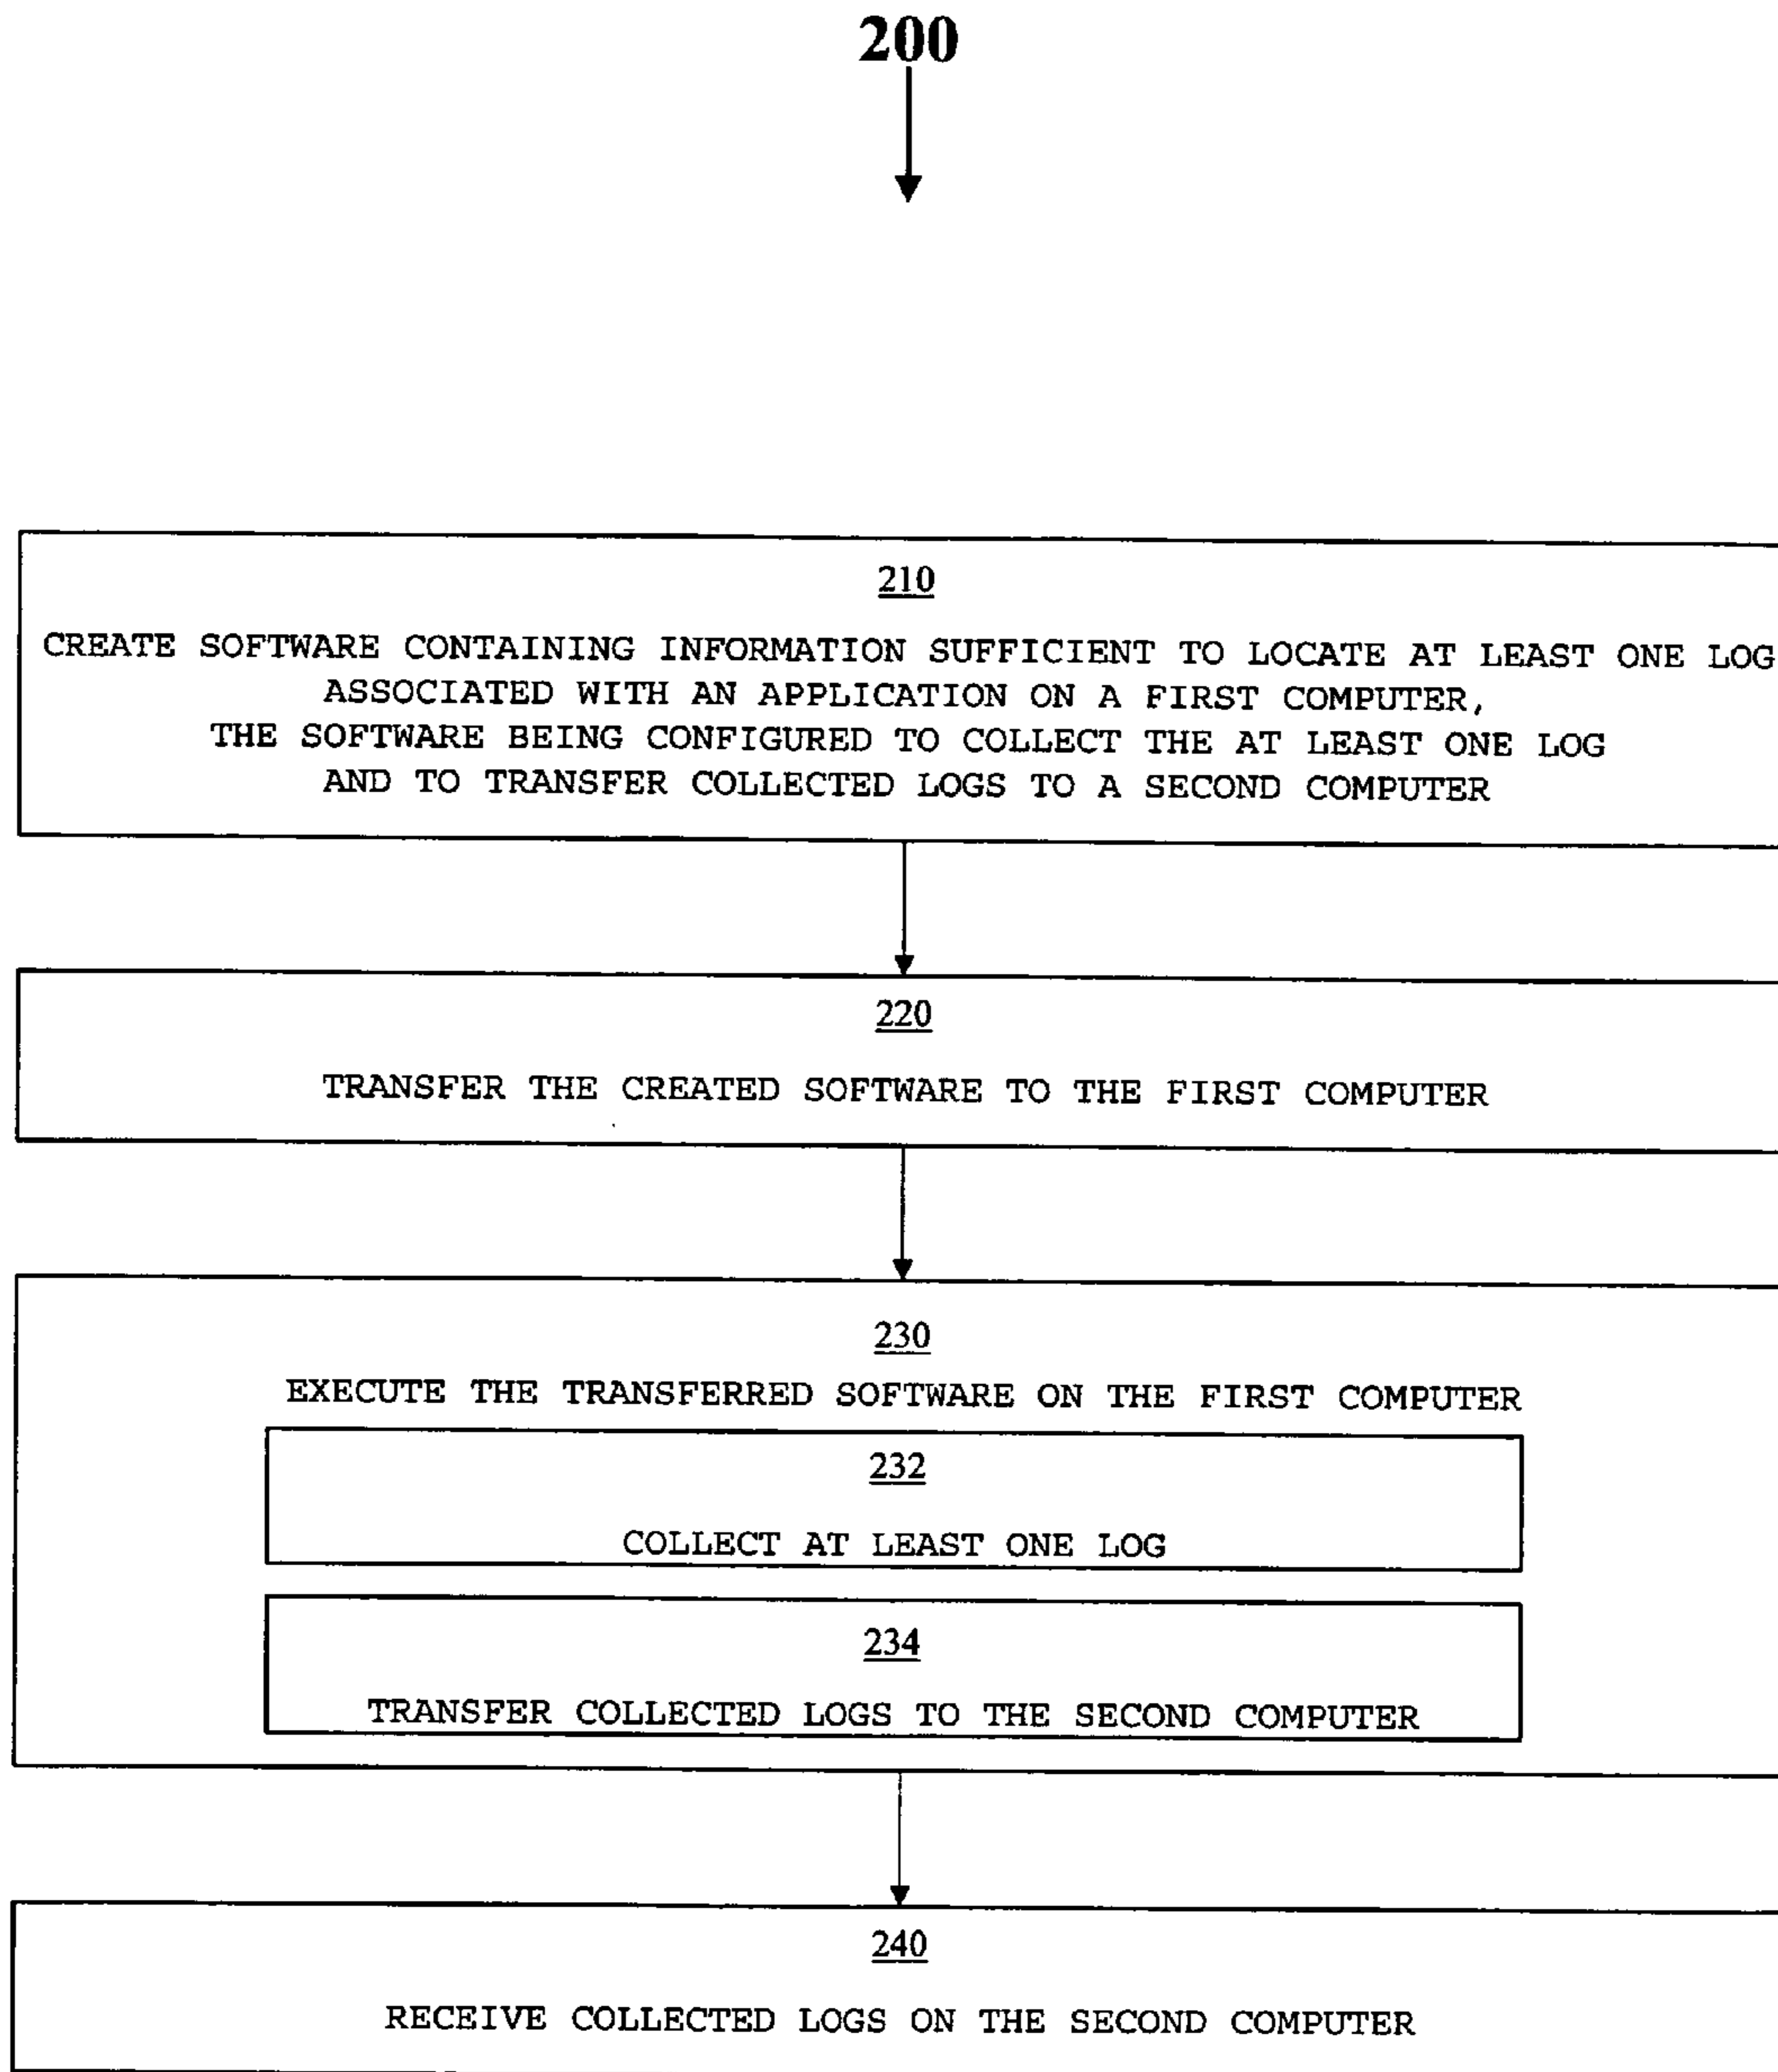 200
210
CREATE SOFTWARE CONTAINING INFORMATION SUFFICIENT TO LOCATE AT LEAST ONE LOG
ASSOCIATED WITH AN APPLICATION ON A FIRST COMPUTER,
THE SOFTWARE BEING CONFIGURED TO COLLECT THE AT LEAST ONE LOG
AND TO TRANSFER COLLECTED LOGS TO A SECOND COMPUTER
220
TRANSFER THE CREATED SOFTWARE TO THE FIRST COMPUTER
230
EXECUTE THE TRANSFERRED SOFTWARE ON THE FIRST COMPUTER
232
COLLECT AT LEAST ONE LOG
234
TRANSFER COLLECTED LOGS TO THE SECOND COMPUTER
240
RECEIVE COLLECTED LOGS ON THE SECOND COMPUTER